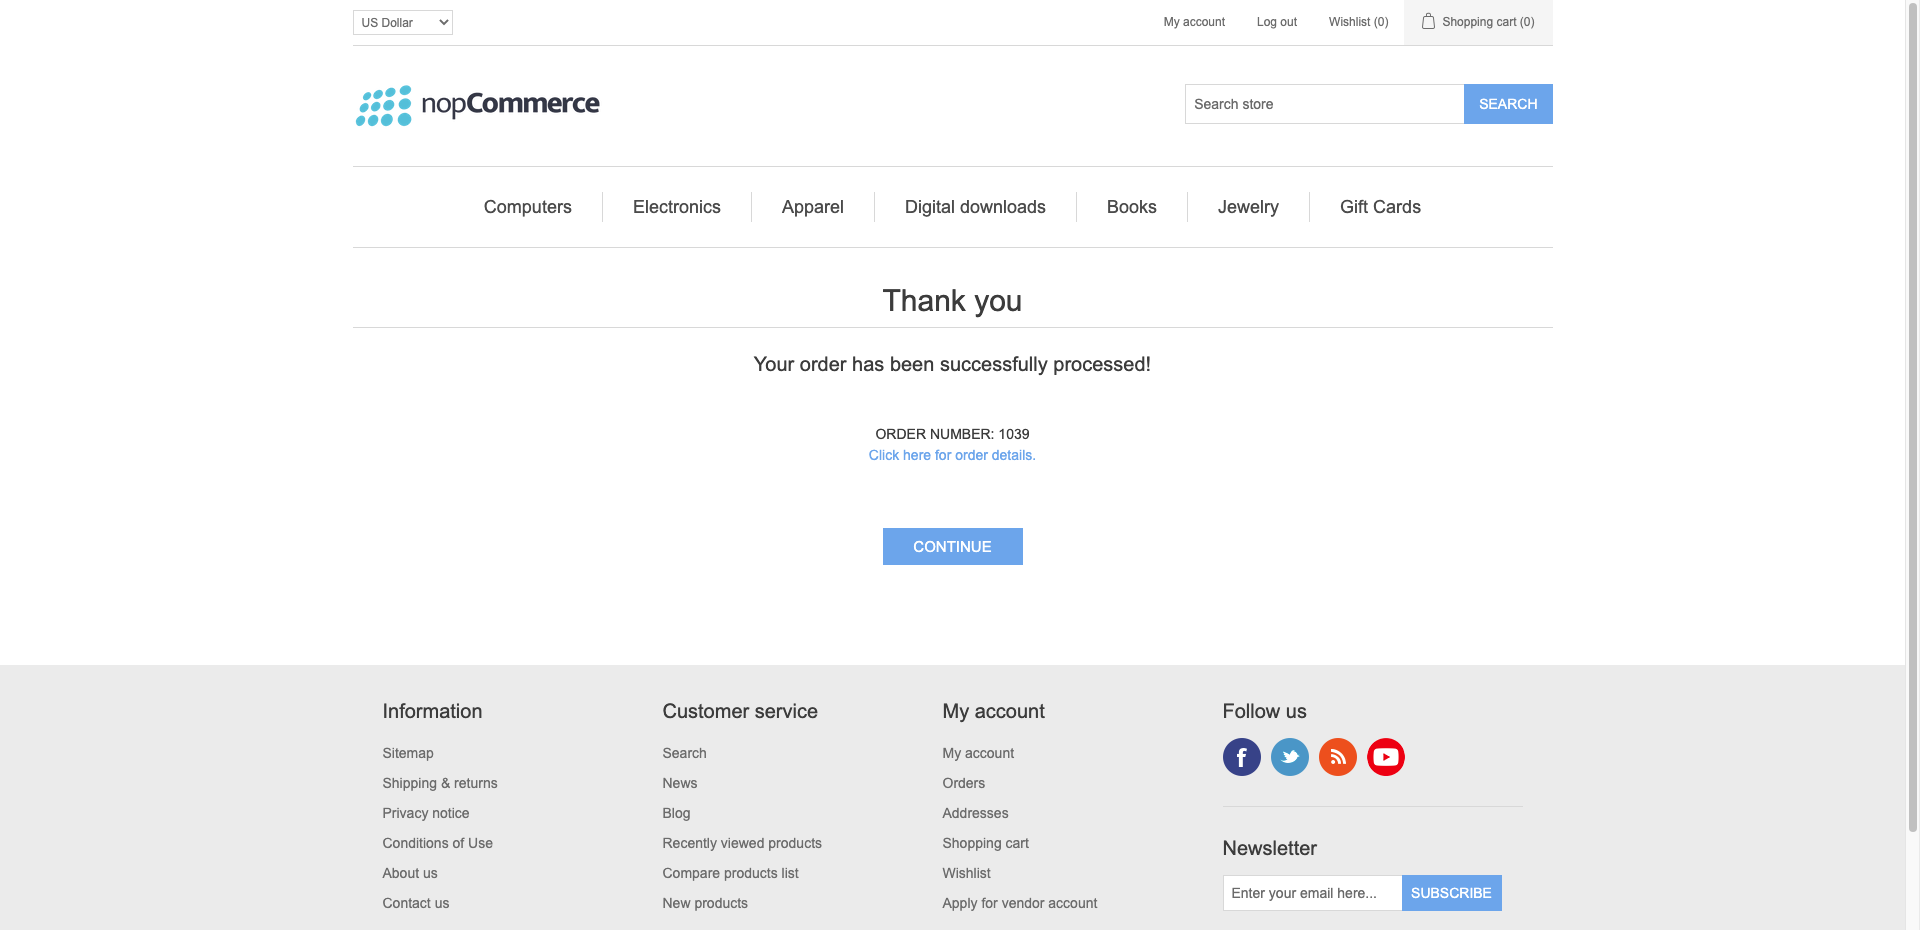 US Dollar
My account
Log out
Wishlist (0)
Shopping cart (0)
nopCommerce
Search store
SEARCH
Computers
Electronics
Apparel
Digital downloads
Books
Jewelry
Gift Cards
Thank you
Your order has been successfully processed!
ORDER NUMBER: 1039
Click here for order details.
CONTINUE
Information
Sitemap
Shipping & returns
Privacy notice
Conditions of Use
About us
Contact us
Customer service
Search
News
Blog
Recently viewed products
Compare products list
New products
My account
My account
Orders
Addresses
Shopping cart
Wishlist
Apply for vendor account
Follow us
Newsletter
Enter your email here...
SUBSCRIBE